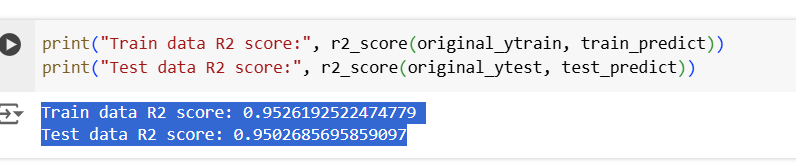 print("Train data R2 score:", r2_score(original_ytrain, train_predict))
print("Test data R2 score:", r2_score(original_ytest, test_predict))
Train data R2 score: 0.9526192522474779
Test data R2 score: 0.9502685695859097